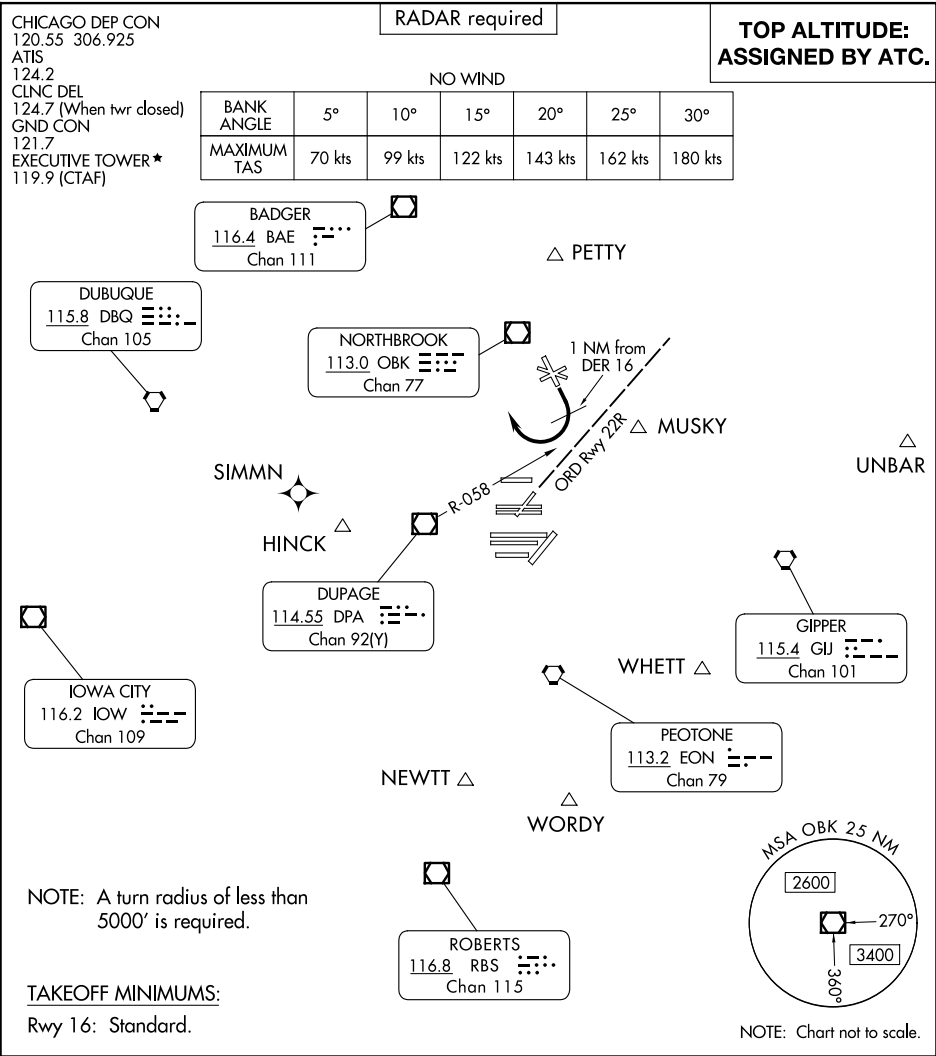 CHICAGO DEP CON
120.55 306.925
ATIS
124.2
CLNC DEL
124.7 (When twr closed)
GND CON
121.7
EXECUTIVE TOWER★
119.9 (CTAF)
RADAR required
TOP ALTITUDE:
ASSIGNED BY ATC.
NO WIND
BANK ANGLE 5° 10° 15° 20° 25° 30°
MAXIMUM TAS 70 kts 99 kts 122 kts 143 kts 162 kts 180 kts
BADGER
116.4 BAE
Chan 111
PETTY
DUBUQUE
115.8 DBQ
Chan 105
NORTHBROOK
113.0 OBK
Chan 77
1 NM from
DER 16
ORD Rwy 22R
MUSKY
UNBAR
SIMMN
R-058
HINCK
DUPAGE
114.55 DPA
Chan 92(Y)
GIPPER
115.4 GIJ
Chan 101
WHETT
IOWA CITY
116.2 IOW
Chan 109
PEOTONE
113.2 EON
Chan 79
NEWTT
WORDY
MSA OBK 25 NM
2600
270°
3400
360°
NOTE: A turn radius of less than
5000' is required.
ROBERTS
116.8 RBS
Chan 115
TAKEOFF MINIMUMS:
Rwy 16: Standard.
NOTE: Chart not to scale.